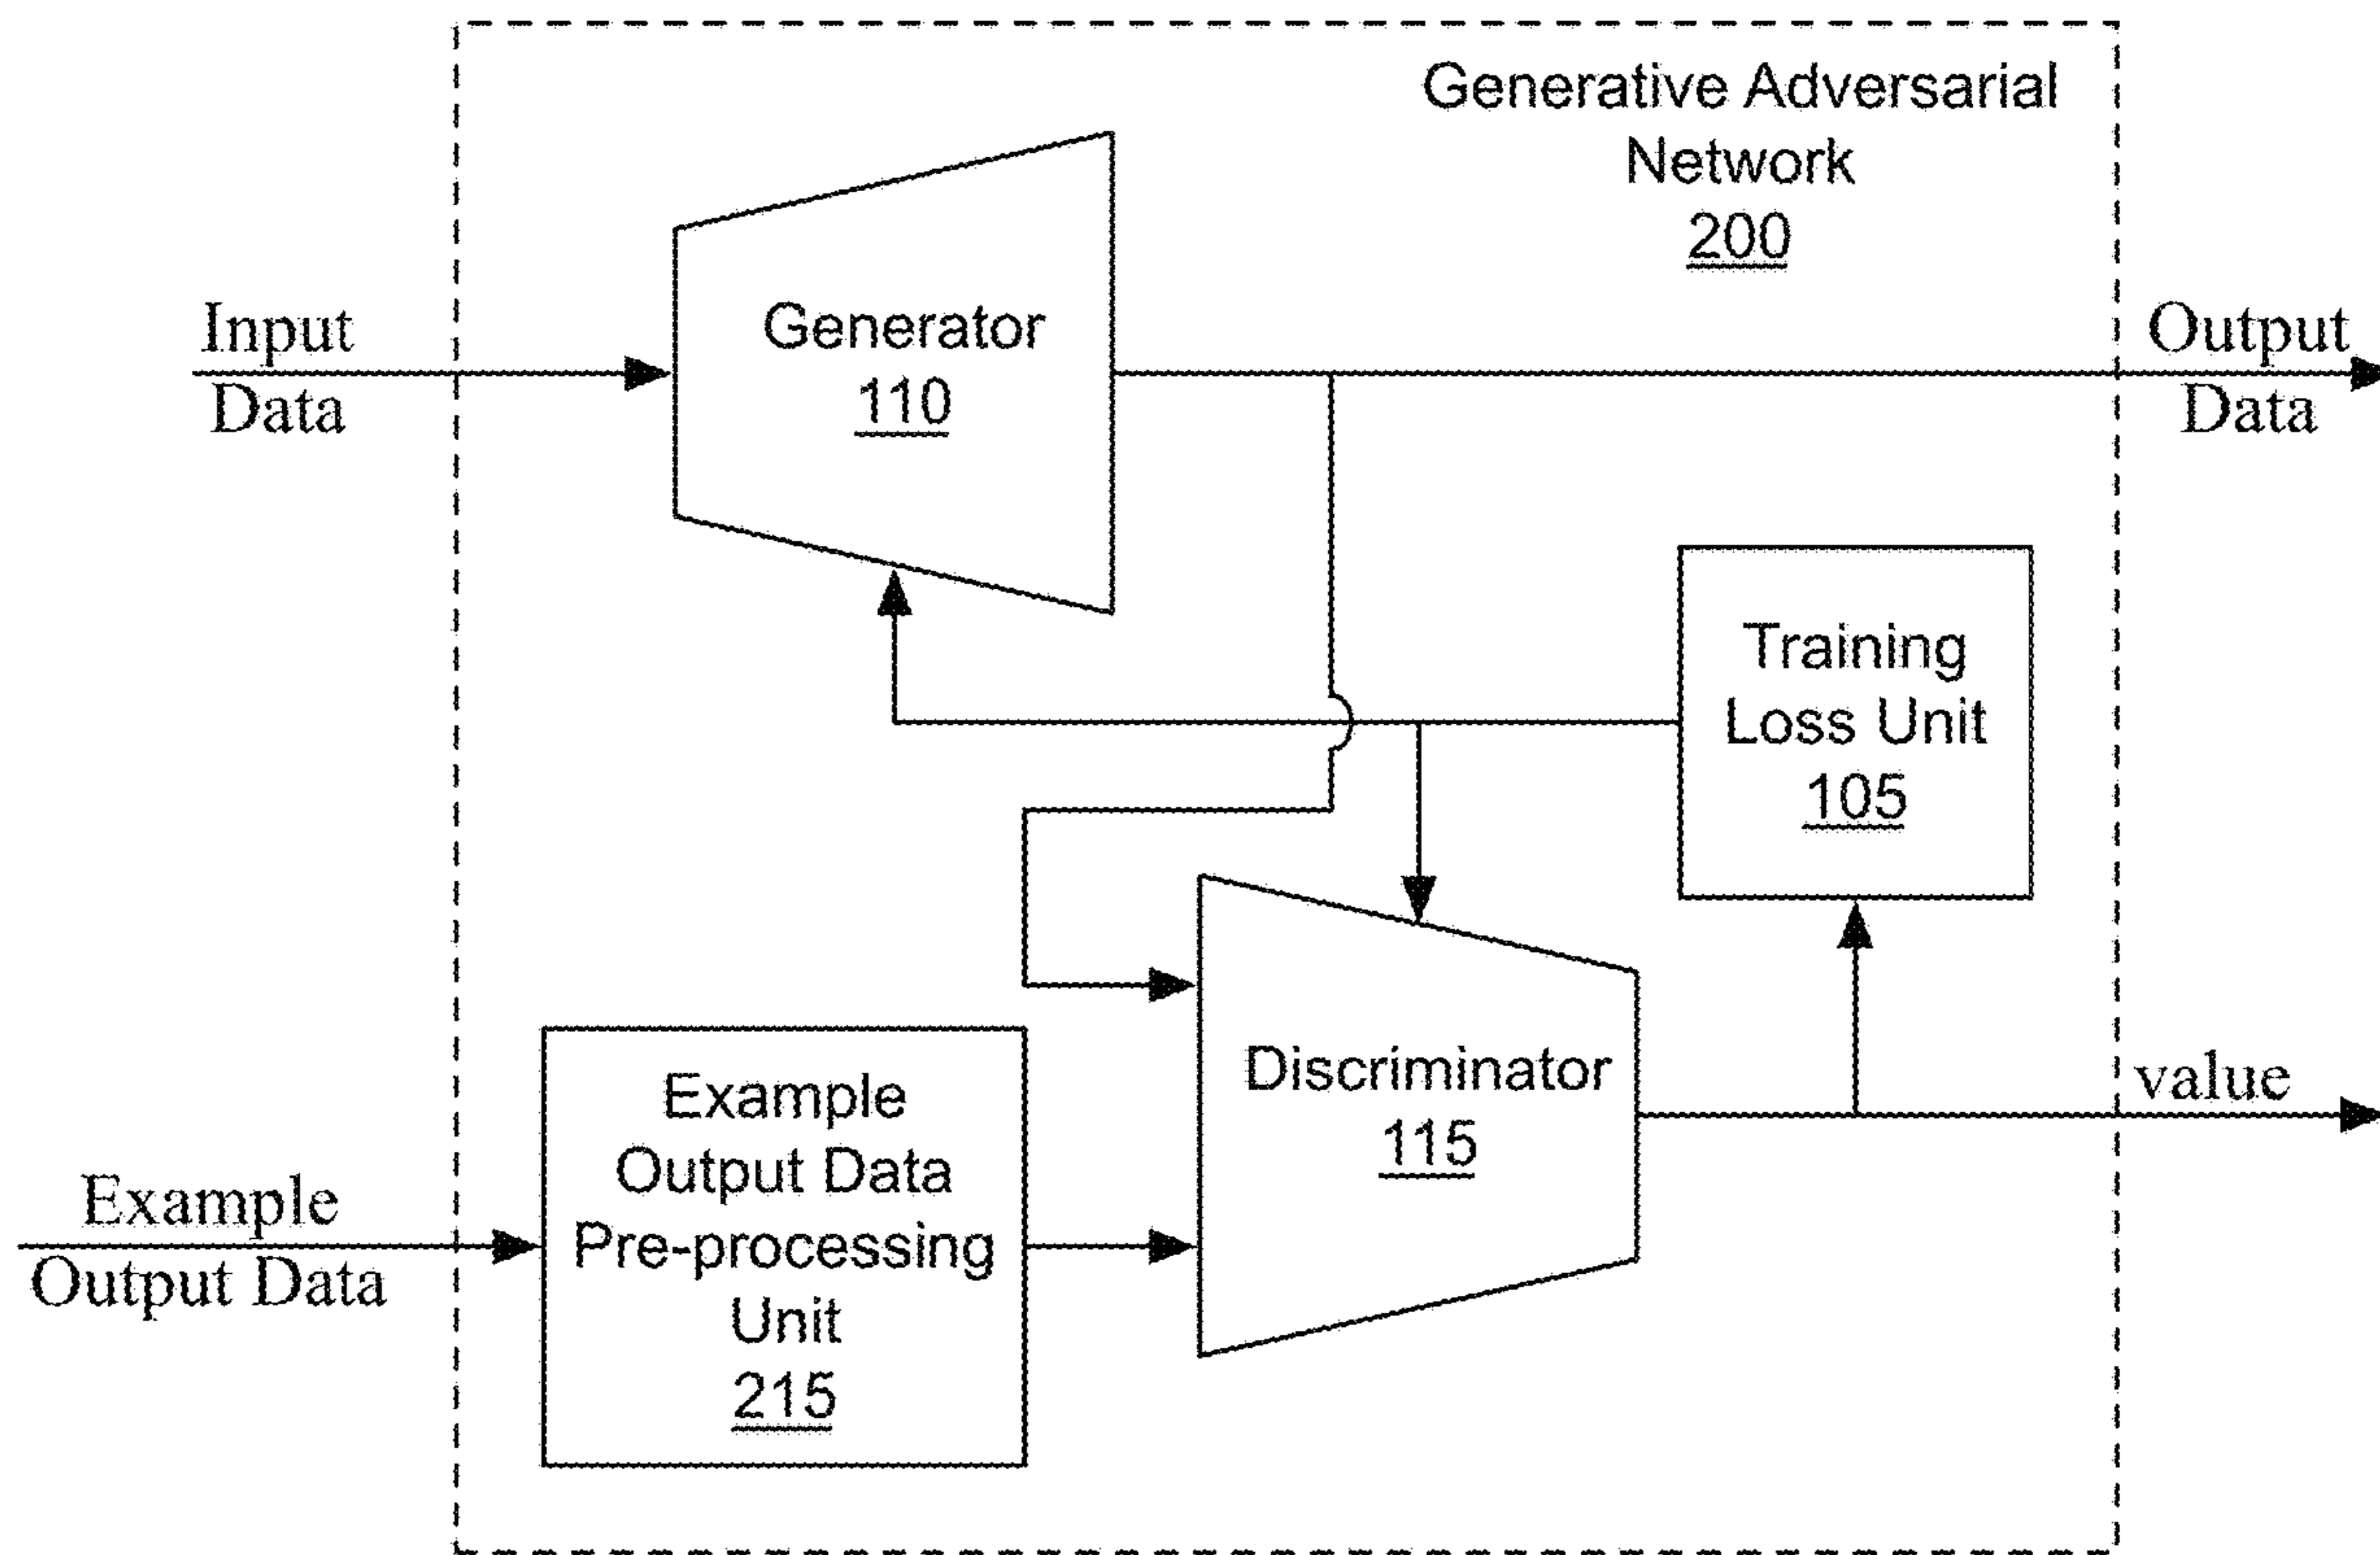 Generative Adversarial
Network
200
Input
Data
Generator
110
Output
Data
Training
Loss Unit
105
Example
Output Data
Example
Output Data
Pre-processing
Unit
215
Discriminator
115
value